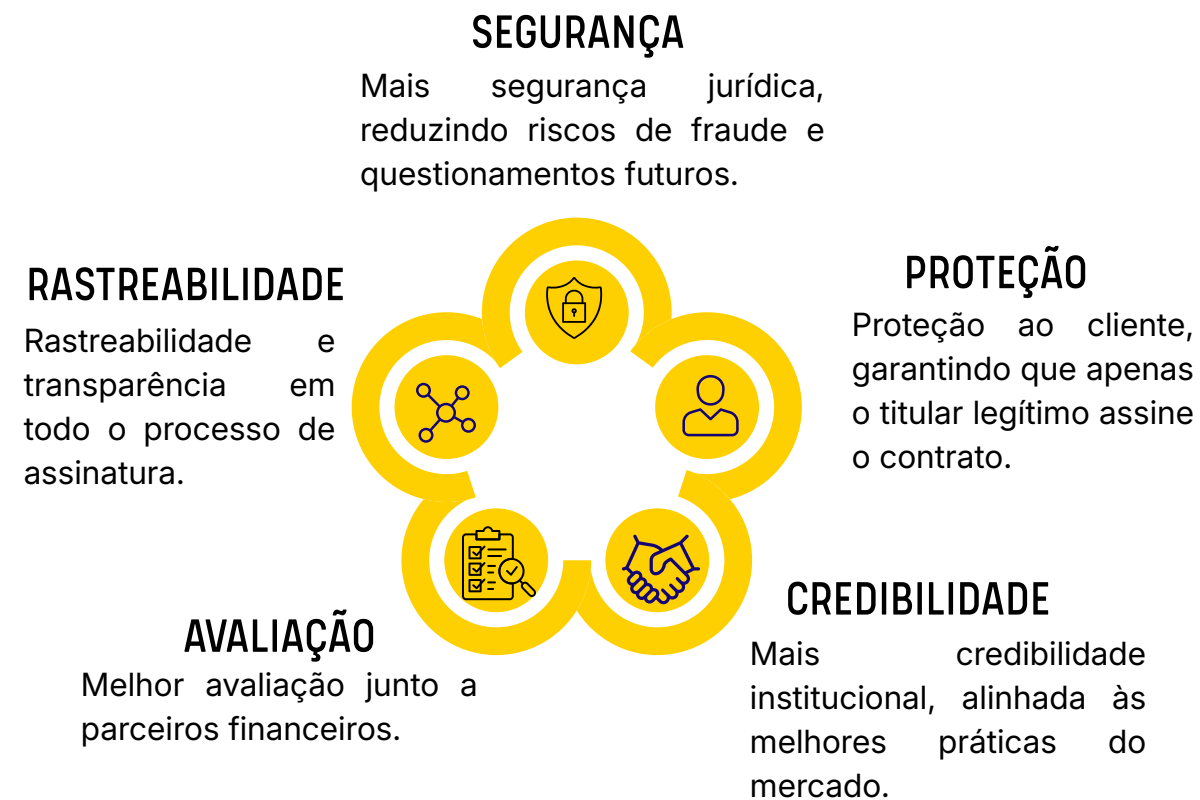 SEGURANÇA
Mais segurança jurídica,
reduzindo riscos de fraude e
questionamentos futuros.
RASTREABILIDADE
Rastreabilidade e
transparência em
todo o processo de
assinatura.
PROTEÇÃO
Proteção ao cliente,
garantindo que apenas
o titular legítimo assine
o contrato.
AVALIAÇÃO
Melhor avaliação junto a
parceiros financeiros.
CREDIBILIDADE
Mais credibilidade
institucional, alinhada às
melhores práticas do
mercado.